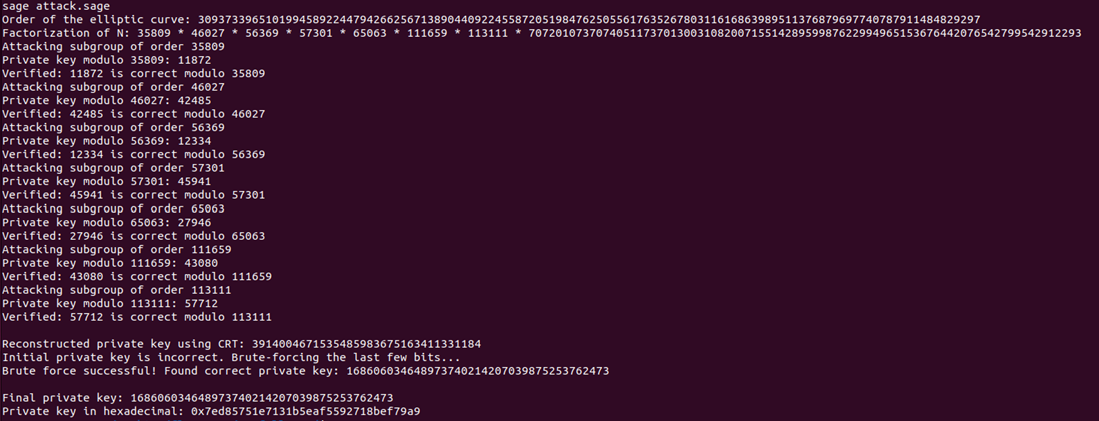 sage attack.sage
Order of the elliptic curve: 30937339651019945892244794266256713890440922455872051984762505561763526780311616863989511376879697740787911484829297
Factorization of N: 35809 * 46027 * 56369 * 57301 * 65063 * 111659 * 113111 * 7072010737074051173701300310820071551428959987622994965153676442076542799542912293
Attacking subgroup of order 35809
Private key modulo 35809: 11872
Verified: 11872 is correct modulo 35809
Attacking subgroup of order 46027
Private key modulo 46027: 42485
Verified: 42485 is correct modulo 46027
Attacking subgroup of order 56369
Private key modulo 56369: 12334
Verified: 12334 is correct modulo 56369
Attacking subgroup of order 57301
Private key modulo 57301: 45941
Verified: 45941 is correct modulo 57301
Attacking subgroup of order 65063
Private key modulo 65063: 27946
Verified: 27946 is correct modulo 65063
Attacking subgroup of order 111659
Private key modulo 111659: 43080
Verified: 43080 is correct modulo 111659
Attacking subgroup of order 113111
Private key modulo 113111: 57712
Verified: 57712 is correct modulo 113111
Reconstructed private key using CRT: 3914004671535485983675163411331184
Initial private key is incorrect. Brute-forcing the last few bits...
Brute force successful! Found correct private key: 168606034648973740214207039875253762473
Final private key: 168606034648973740214207039875253762473
Private key in hexadecimal: 0x7ed85751e7131b5eaf5592718bef79a9